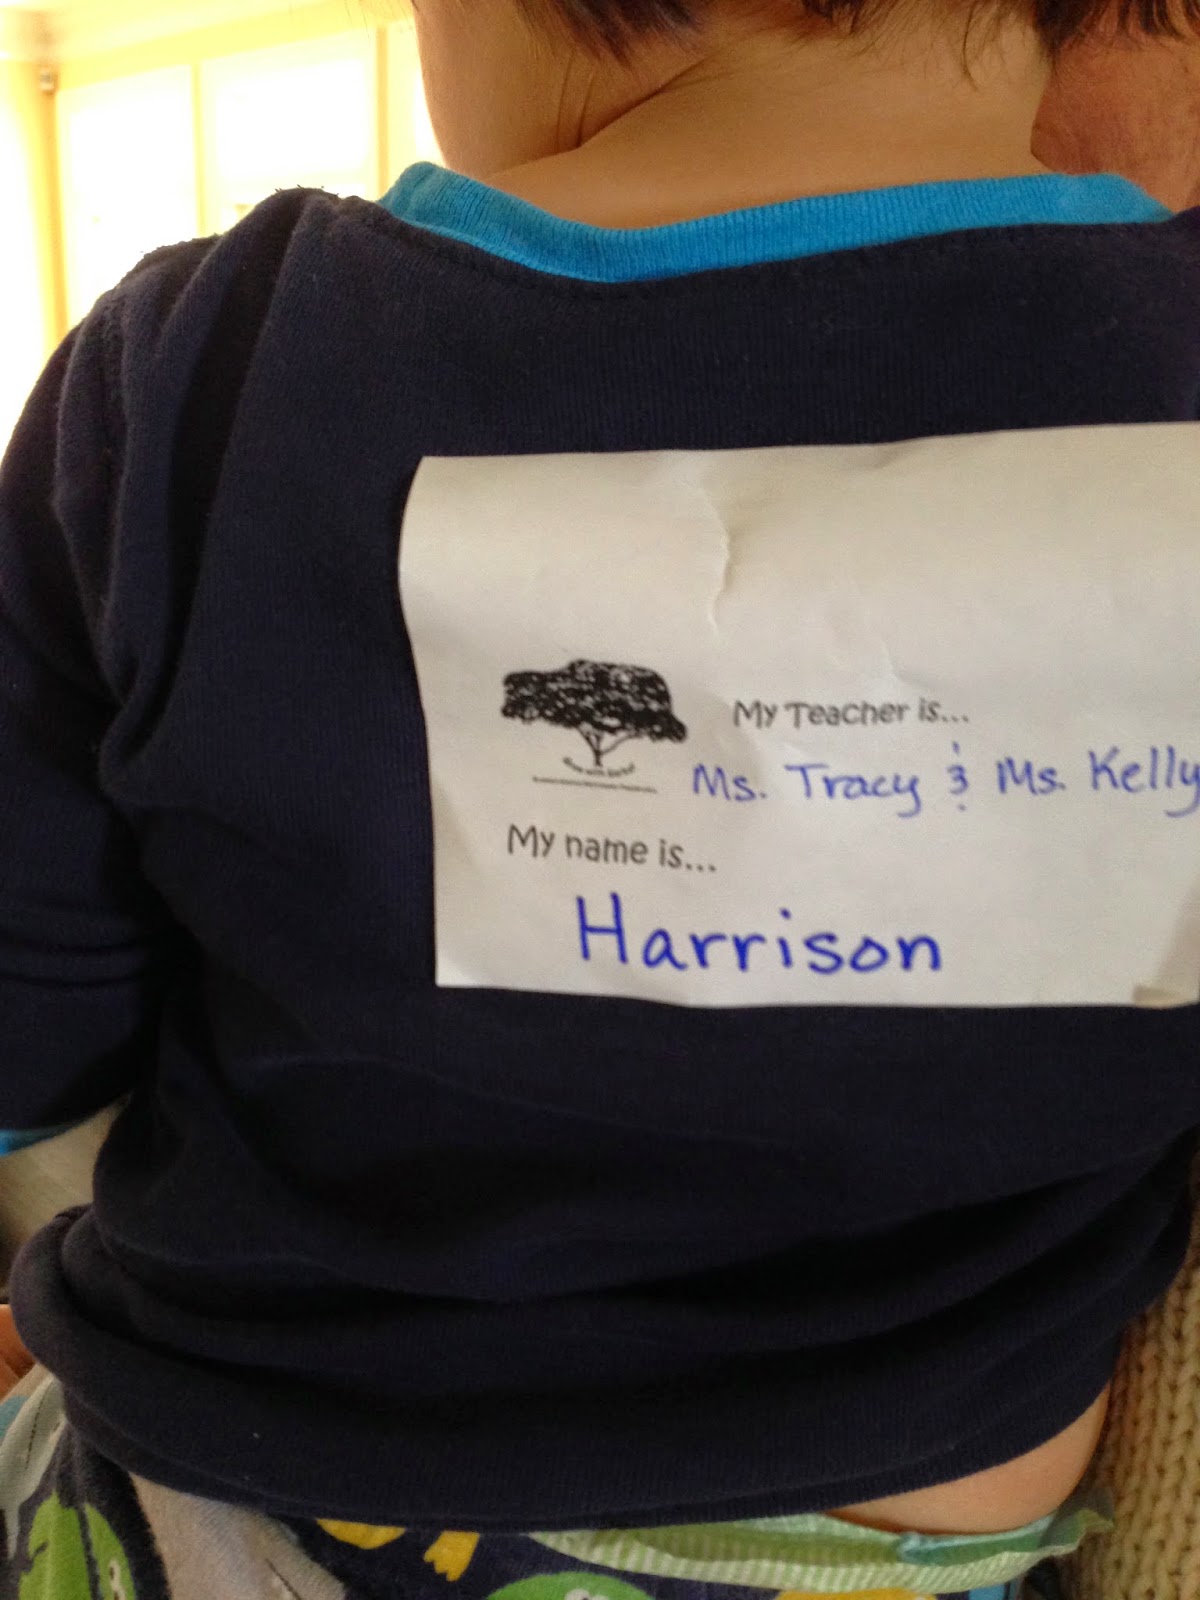 My Teacher is...
Ms. Tracy & Ms. Kelly
My name is...
Harrison